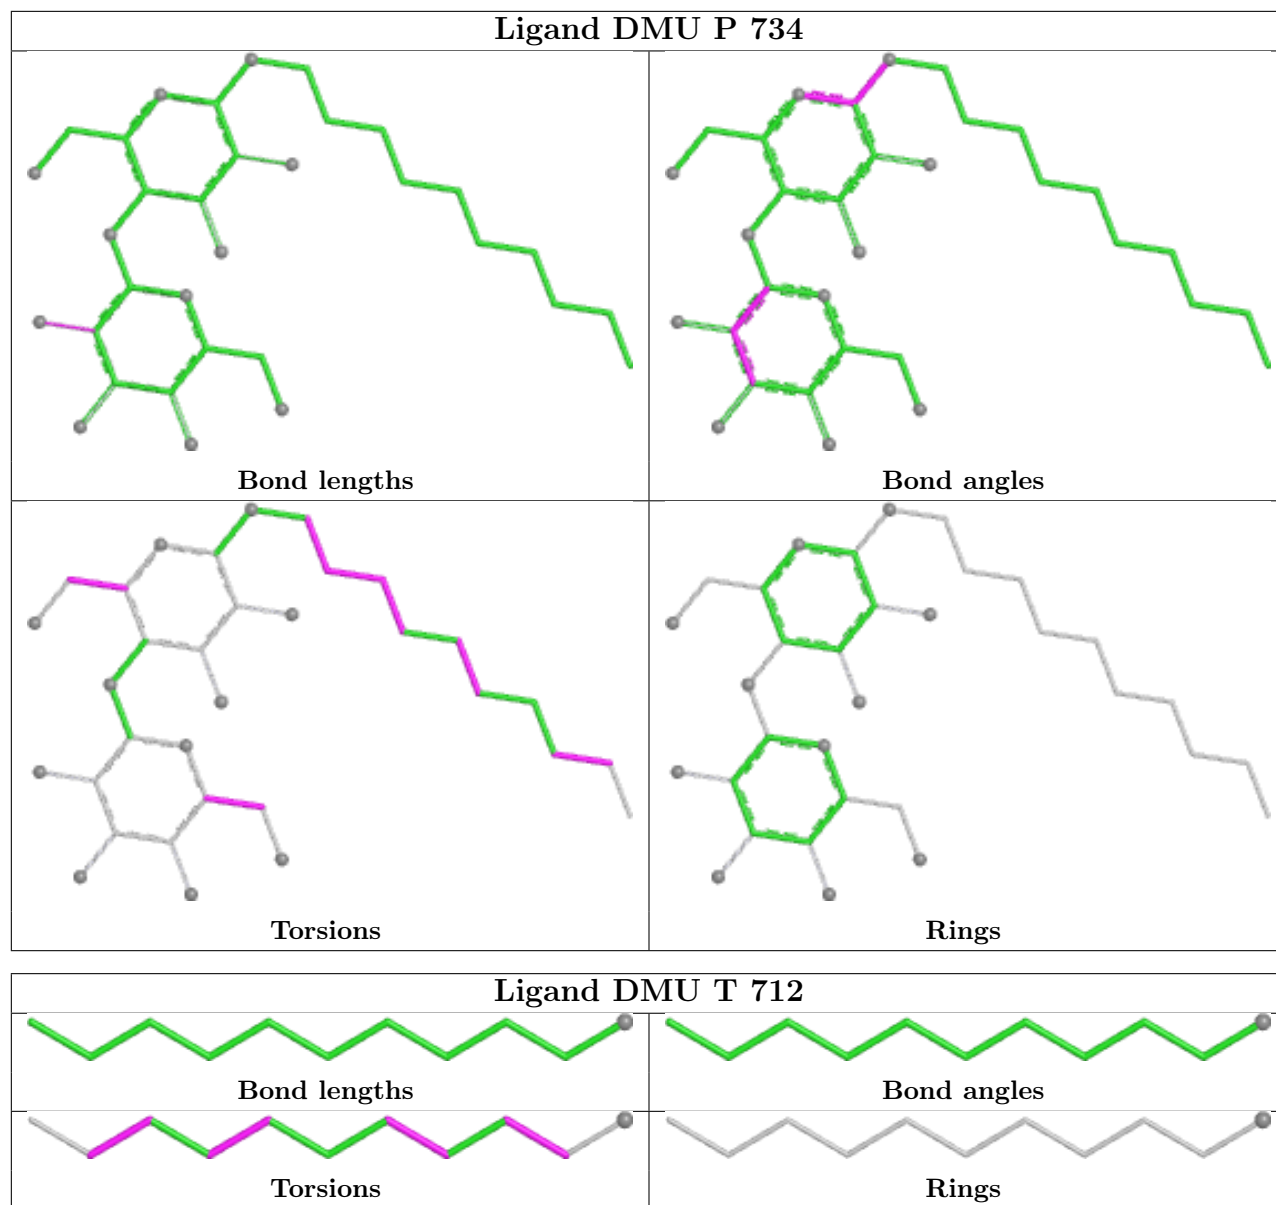 Ligand DMU P 734
Bond lengths
Bond angles
Torsions
Rings
Ligand DMU T 712
Bond lengths
Bond angles
Torsions
Rings